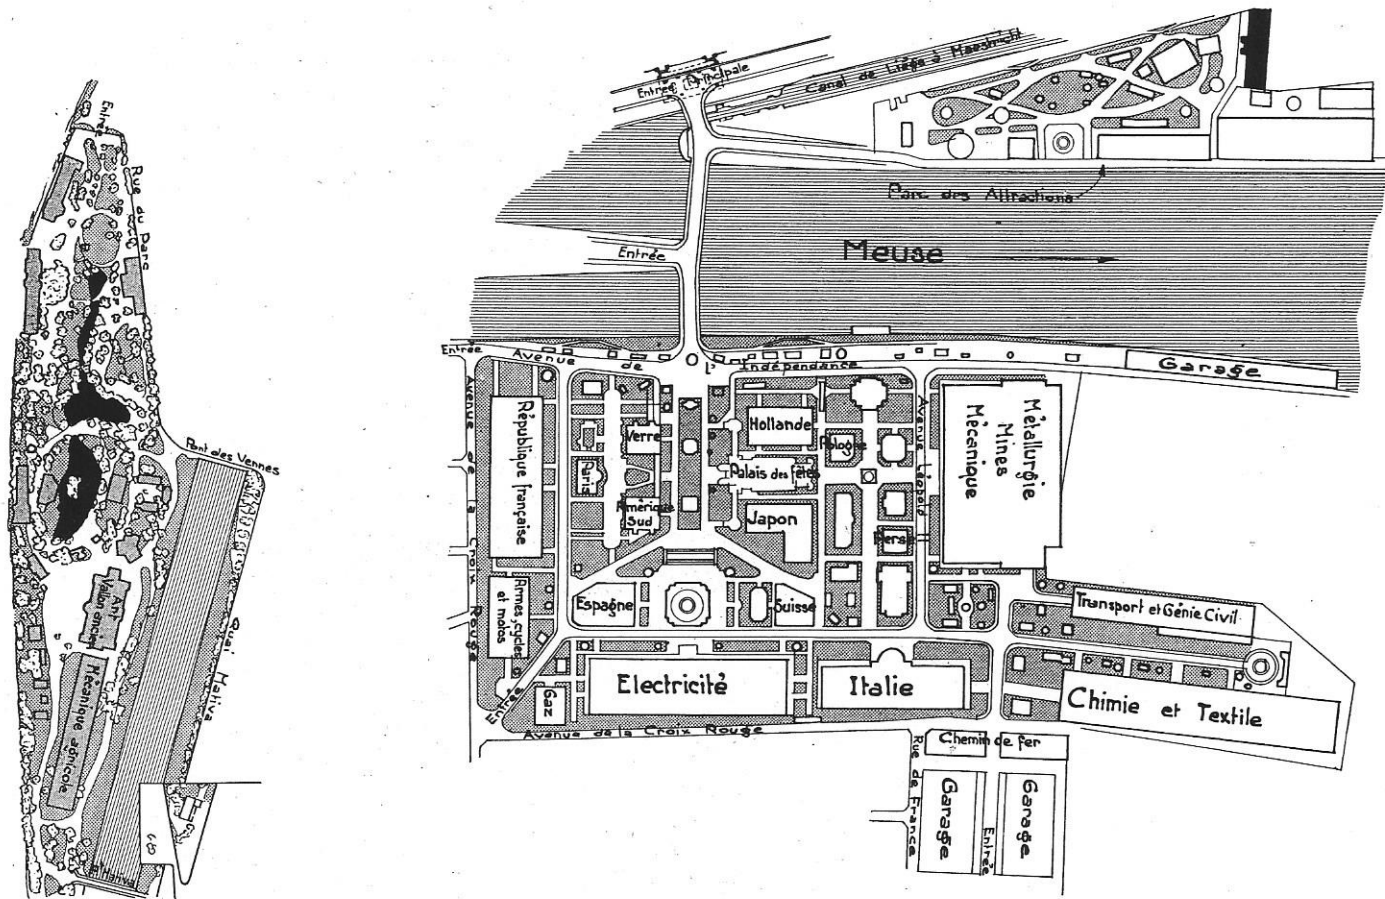 Entrée Principale
Canal de Liége à Maestricht
Parc des Attractions
Meuse
Entrée
Entrée
Avenue de l'Indépendance
Garage
Entrée
Rue du Parc
Pont des Vennes
Quai Mativa
Art Valonancien
Mécanique agricole
Pt Hanvai
Avenue de la Croix Rouge
République française
Armes, cycles
et motos
Paris
Verre
Amérique
Sud
Hollande
Palais des Fêtes
Japon
Pologne
Perse
Avenue Léopold
Métallurgie
Mines
Mécanique
Espagne
Suisse
Transport et Génie Civil
Electricité
Italie
Chimie et Textile
Gaz
Entrée
Avenue de la Croix Rouge
Chemin de fer
Rue de France
Garage
Entrée
Garage